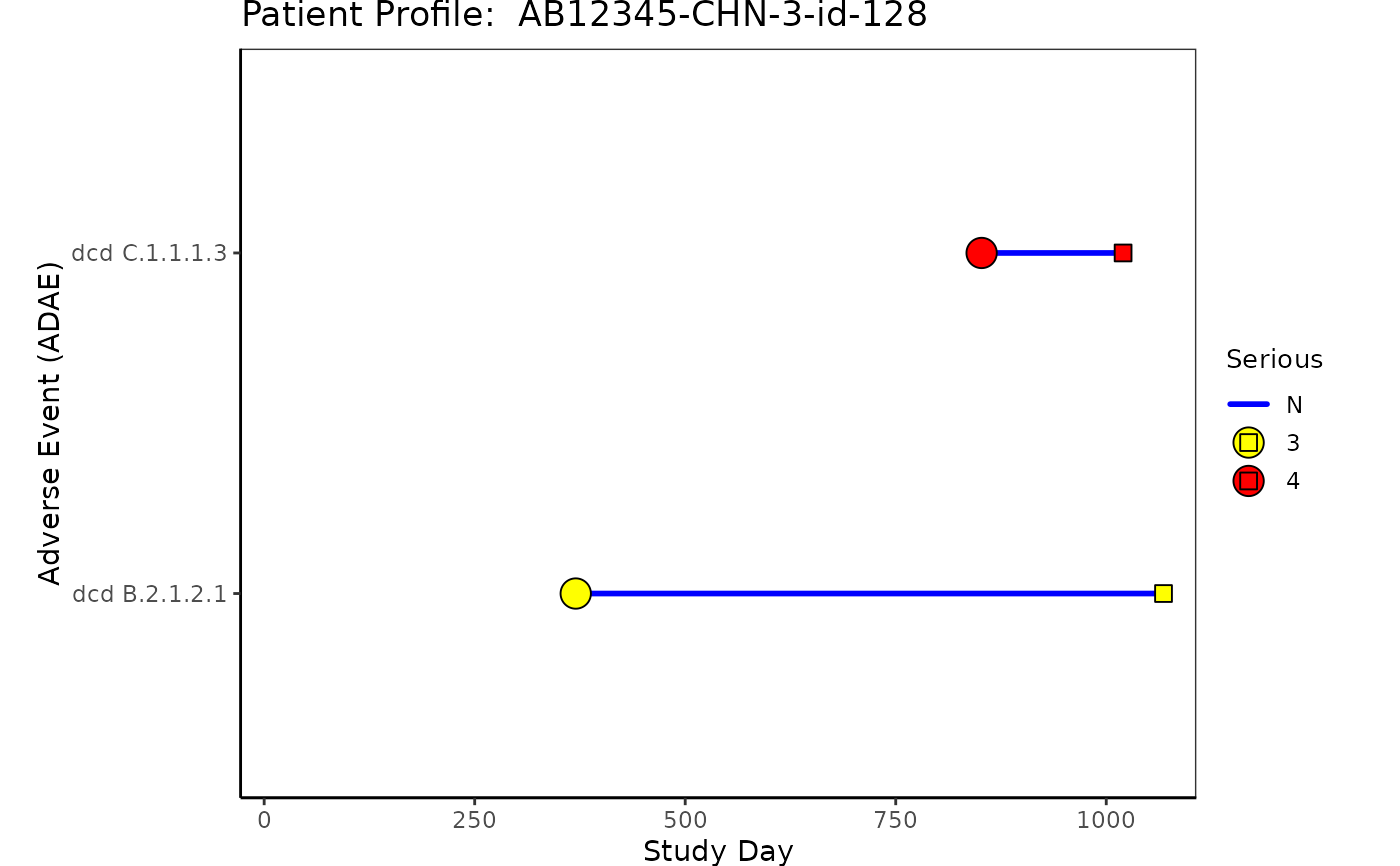 Patient Profile:  AB12345-CHN-3-id-128
Adverse Event (ADAE)
dcd C.1.1.1.3
dcd B.2.1.2.1
0 250 500 750 1000
Study Day
Serious
N
3
4